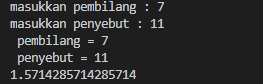 masukkan pembilang : 7
masukkan penyebut : 11
 pembilang = 7
 penyebut = 11
1.5714285714285714